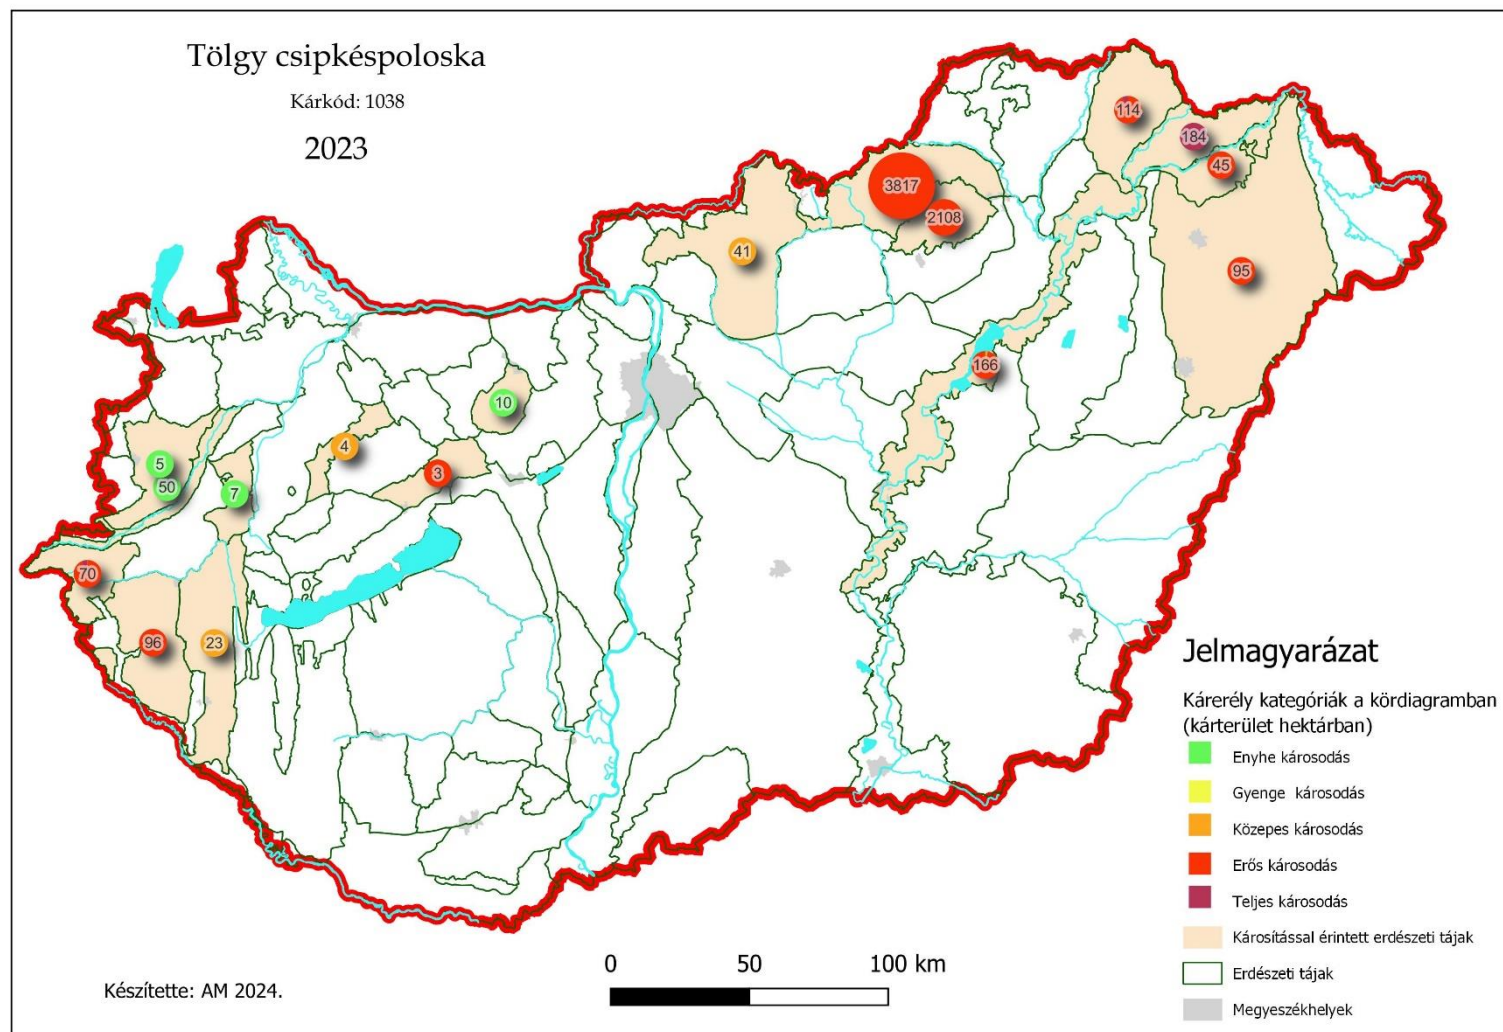 Tölgy csipkéspoloska
Kárkód: 1038
2023
114
184
45
3817
2108
41
95
166
10
4
3
5
50
7
70
96
23
Jelmagyarázat
Kárerély kategóriák a kördiagramban
(kárterület hektárban)
Enyhe károsodás
Gyenge károsodás
Közepes károsodás
Erős károsodás
Teljes károsodás
Károsítással érintett erdészeti tájak
Erdészeti tájak
Megyeszékhelyek
0 50 100 km
Készítette: AM 2024.